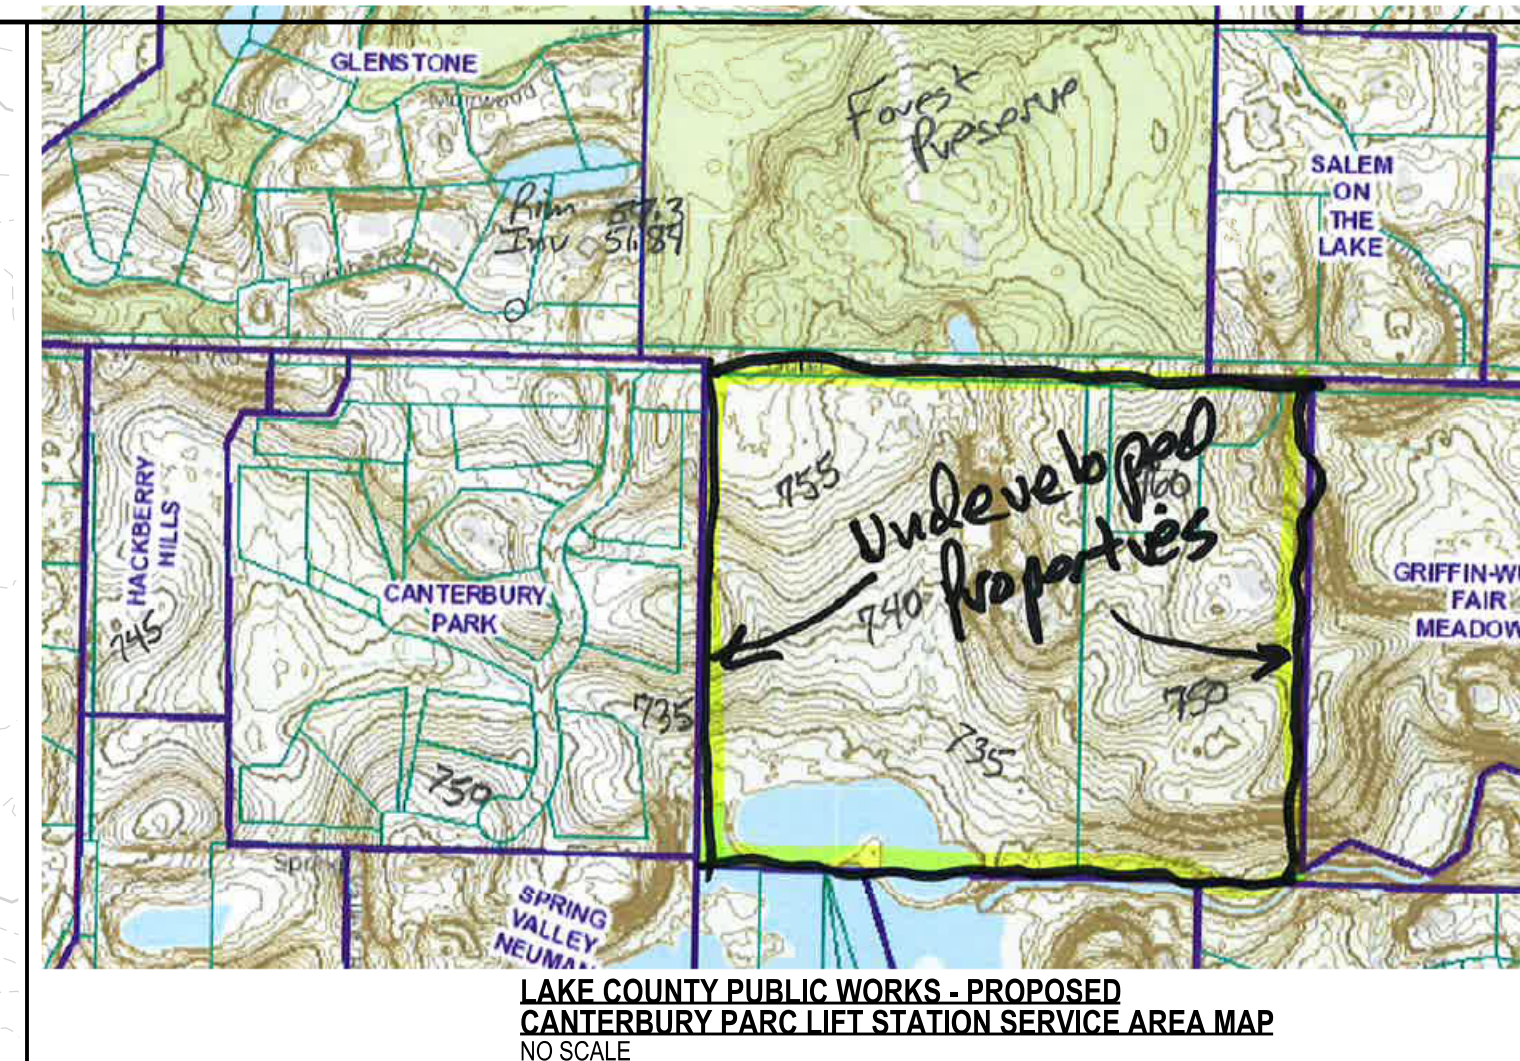 GLENSTONE
Forest
Preserve
SALEM
ON
THE
LAKE
Rim 57.3
Inv 51.84
Undeveloped
Properties
755
760
740
HACKBERRY
HILLS
745
CANTERBURY
PARK
GRIFFIN-W
FAIR
MEADOW
735
750
735
750
SPRING
VALLEY
NEUMAN
LAKE COUNTY PUBLIC WORKS - PROPOSED
CANTERBURY PARC LIFT STATION SERVICE AREA MAP
NO SCALE